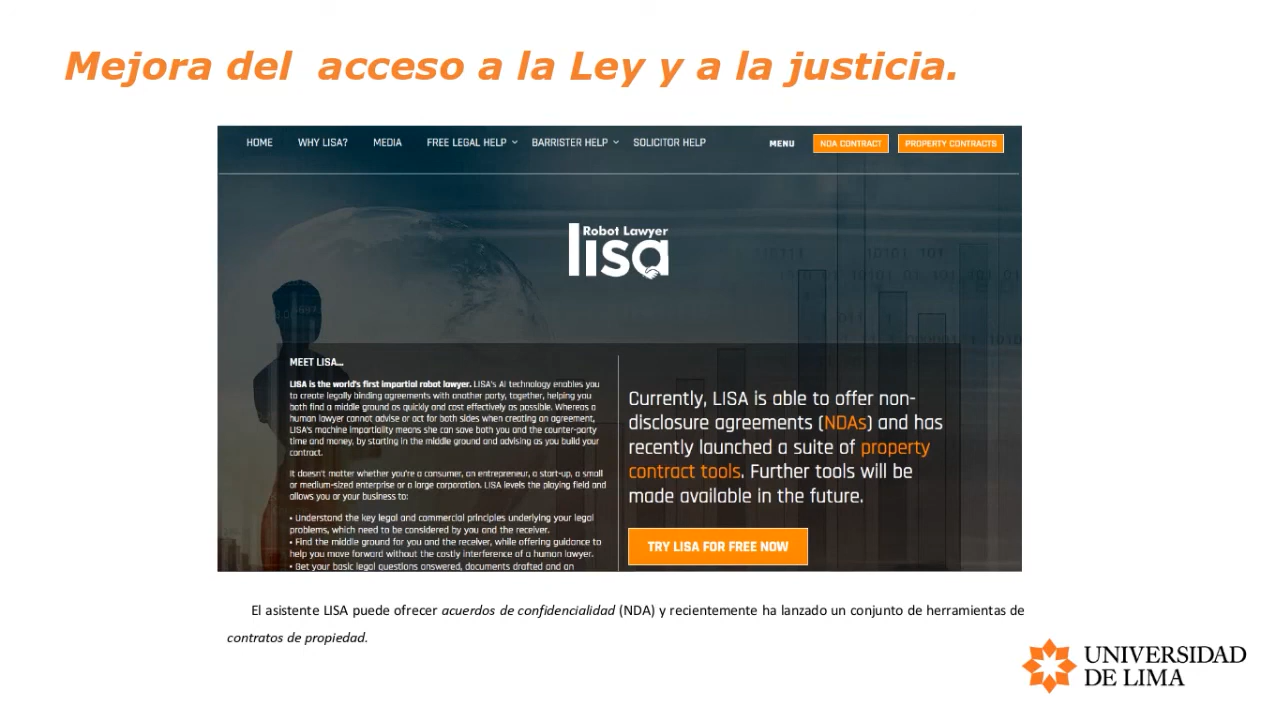 Mejora del acceso a la Ley y a la justicia.
HOME WHY LISA? MEDIA FREE LEGAL HELP BARRISTER HELP SOLICITOR HELP MENU NDA CONTRACT PROPERTY CONTRACTS
Robot Lawyer
lisa
MEET LISA...
LISA is the world's first impartial robot lawyer. LISA's AI technology enables you
to create legally binding agreements with another party, together, helping you
both find a middle ground as quickly and cost effectively as possible. Whereas a
human lawyer cannot advise or act for both sides when creating an agreement,
LISA's machine impartiality means she can save both you and the counter-party
time and money, by starting in the middle ground and advising as you build your
contract.
It doesn't matter whether you're a consumer, an entrepreneur, a start-up, a small
or medium-sized enterprise or a large corporation. LISA levels the playing field and
allows you or your business to:
• Understand the key legal and commercial principles underlying your legal
problems, which need to be considered by you and the receiver.
• Find the middle ground for you and the receiver, while offering guidance to
help you move forward without the costly interference of a human lawyer.
• Get your basic legal questions answered, documents drafted and an
Currently, LISA is able to offer non-
disclosure agreements (NDAs) and has
recently launched a suite of property
contract tools. Further tools will be
made available in the future.
TRY LISA FOR FREE NOW
El asistente LISA puede ofrecer acuerdos de confidencialidad (NDA) y recientemente ha lanzado un conjunto de herramientas de
contratos de propiedad.
UNIVERSIDAD
DE LIMA